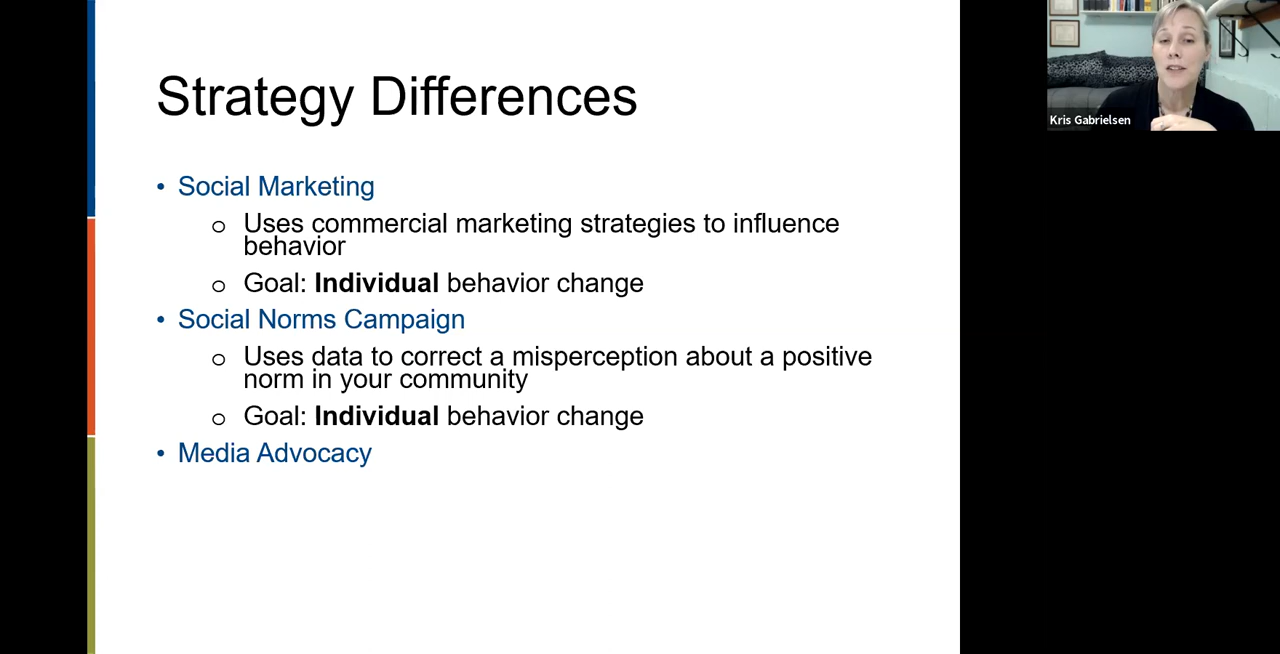 Strategy Differences
• Social Marketing
o Uses commercial marketing strategies to influence
behavior
o Goal: Individual behavior change
• Social Norms Campaign
o Uses data to correct a misperception about a positive
norm in your community
o Goal: Individual behavior change
• Media Advocacy
Kris Gabrielsen